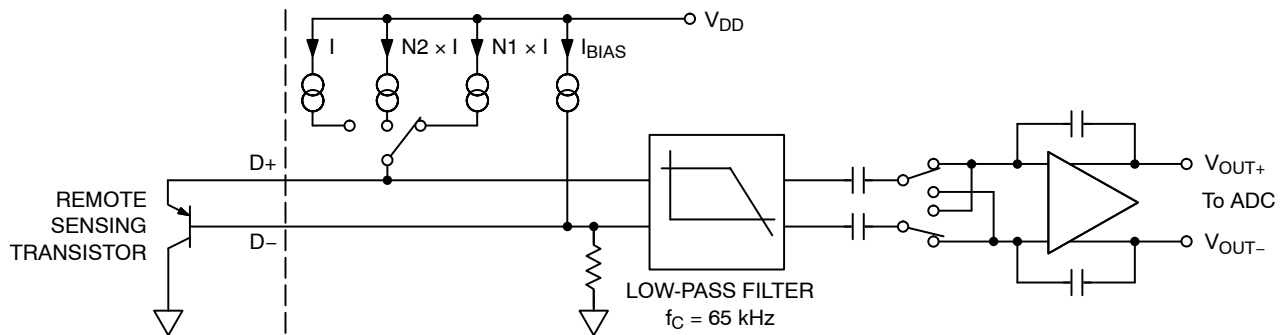 V_DD
I
N2 × I
N1 × I
I_BIAS
D+
REMOTE
SENSING
TRANSISTOR
D−
LOW-PASS FILTER
f_C = 65 kHz
V_OUT+
To ADC
V_OUT−